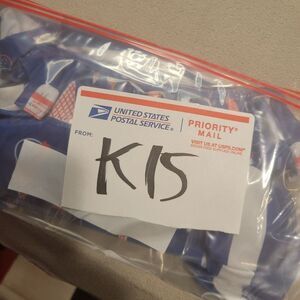 UNITED STATES
POSTAL SERVICE®
PRIORITY®
MAIL
VISIT US AT USPS.COM®
FROM:
K15